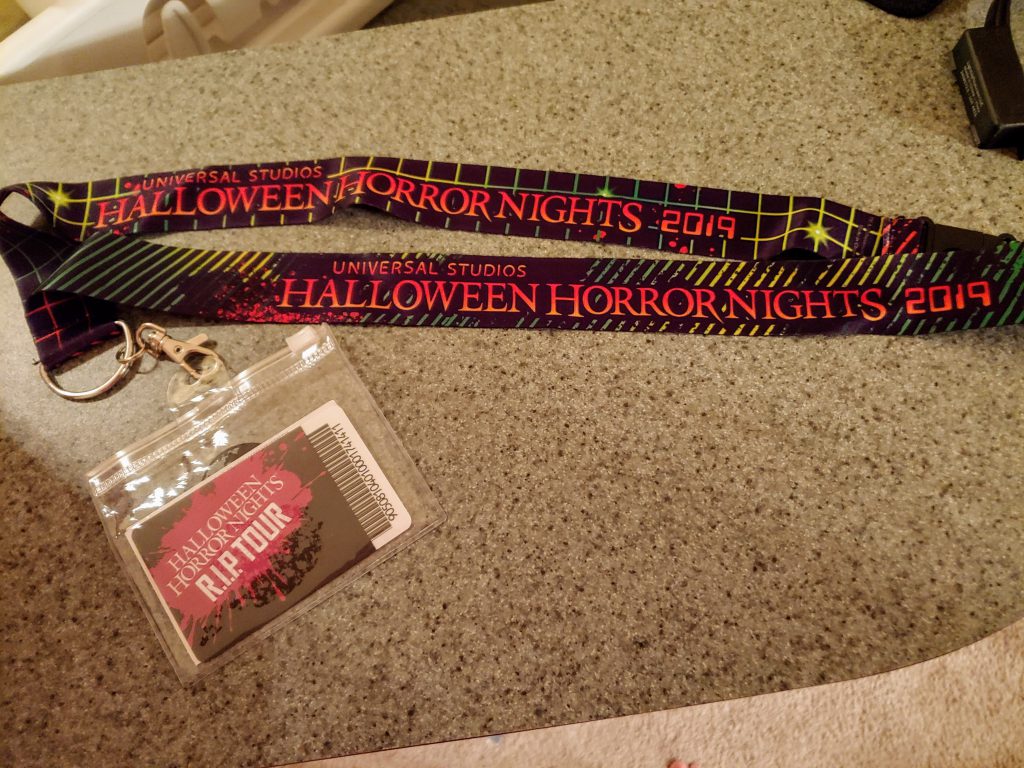 UNIVERSAL STUDIOS
HALLOWEEN HORROR NIGHTS 2019
UNIVERSAL STUDIOS
HALLOWEEN HORROR NIGHTS 2019
HALLOWEEN
HORROR NIGHTS
R.I.P. TOUR